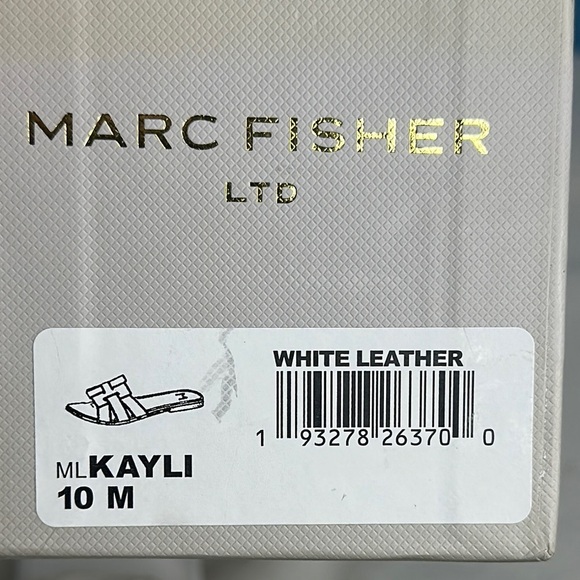 MARC FISHER
LTD
WHITE LEATHER
1 93278 26370 0
MLKAYLI
10 M